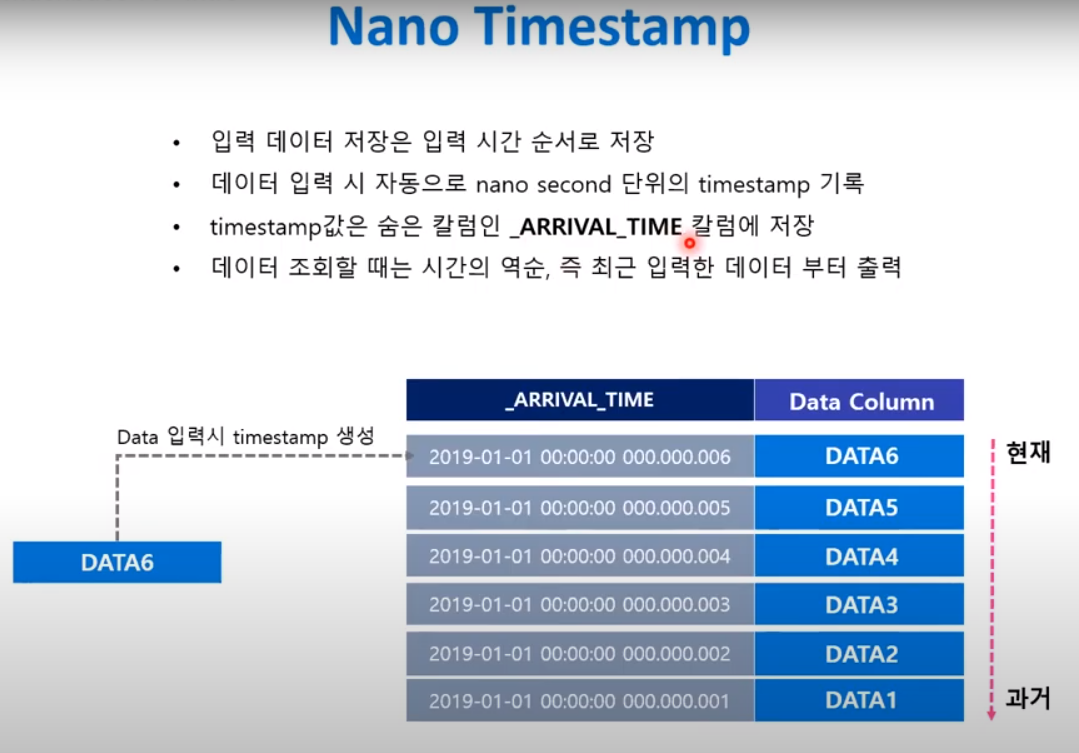 Nano Timestamp
• 입력 데이터 저장은 입력 시간 순서로 저장
• 데이터 입력 시 자동으로 nano second 단위의 timestamp 기록
• timestamp값은 숨은 칼럼인 _ARRIVAL_TIME 칼럼에 저장
• 데이터 조회할 때는 시간의 역순, 즉 최근 입력한 데이터 부터 출력
_ARRIVAL_TIME Data Column
Data 입력시 timestamp 생성
2019-01-01 00:00:00 000.000.006 DATA6 현재
2019-01-01 00:00:00 000.000.005 DATA5
DATA6
2019-01-01 00:00:00 000.000.004 DATA4
2019-01-01 00:00:00 000.000.003 DATA3
2019-01-01 00:00:00 000.000.002 DATA2
2019-01-01 00:00:00 000.000.001 DATA1 과거